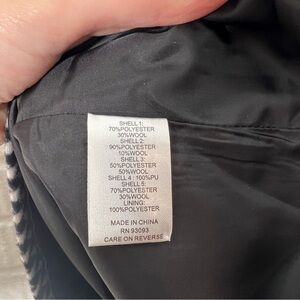 SHELL 1:
70%POLYESTER
30%WOOL
SHELL 2:
90%POLYESTER
10%WOOL
SHELL 3:
50%POLYESTER
50%WOOL
SHELL 4 : 100%PU
SHELL 5:
70%POLYESTER
30%WOOL
LINING:
100%POLYESTER
MADE IN CHINA
RN 93093
CARE ON REVERSE